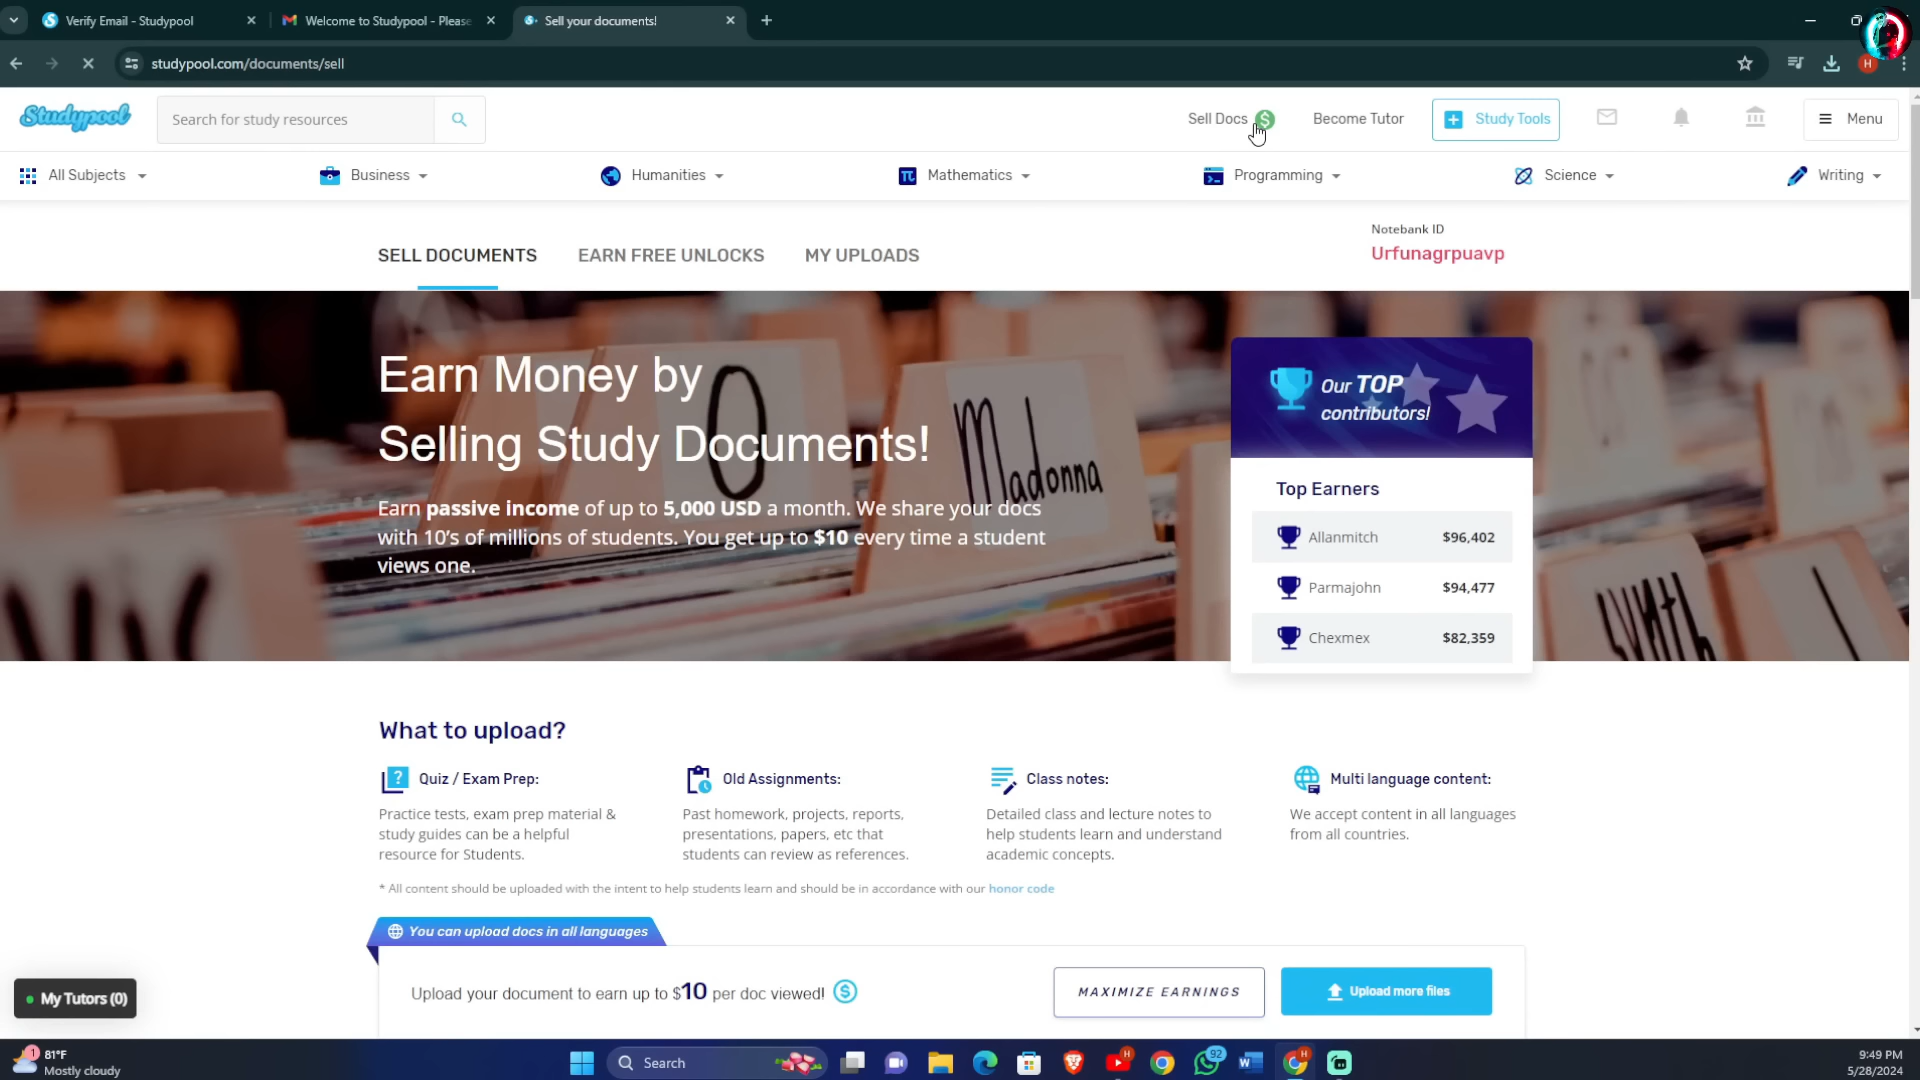 Verify Email - Studypool
Welcome to Studypool - Please
Sell your documents!
studypool.com/documents/sell
H
Studypool
Search for study resources
Sell Docs $
Become Tutor
Study Tools
Menu
All Subjects
Business
Humanities
Mathematics
Programming
Science
Writing
SELL DOCUMENTS
EARN FREE UNLOCKS
MY UPLOADS
Notebank ID
Urfunagrpuavp
Earn Money by
Selling Study Documents!
Earn passive income of up to 5,000 USD a month. We share your docs
with 10's of millions of students. You get up to $10 every time a student
views one.
O
Madonna
Our TOP
contributors!
Top Earners
Allanmitch $96,402
Parmajohn $94,477
Chexmex $82,359
What to upload?
Quiz / Exam Prep:
Practice tests, exam prep material &
study guides can be a helpful
resource for Students.
Old Assignments:
Past homework, projects, reports,
presentations, papers, etc that
students can review as references.
Class notes:
Detailed class and lecture notes to
help students learn and understand
academic concepts.
Multi language content:
We accept content in all languages
from all countries.
* All content should be uploaded with the intent to help students learn and should be in accordance with our honor code
You can upload docs in all languages
Upload your document to earn up to $10 per doc viewed! $
MAXIMIZE EARNINGS
Upload more files
My Tutors (0)
1
81°F
Mostly cloudy
Search
H
92
H
9:49 PM
5/28/2024